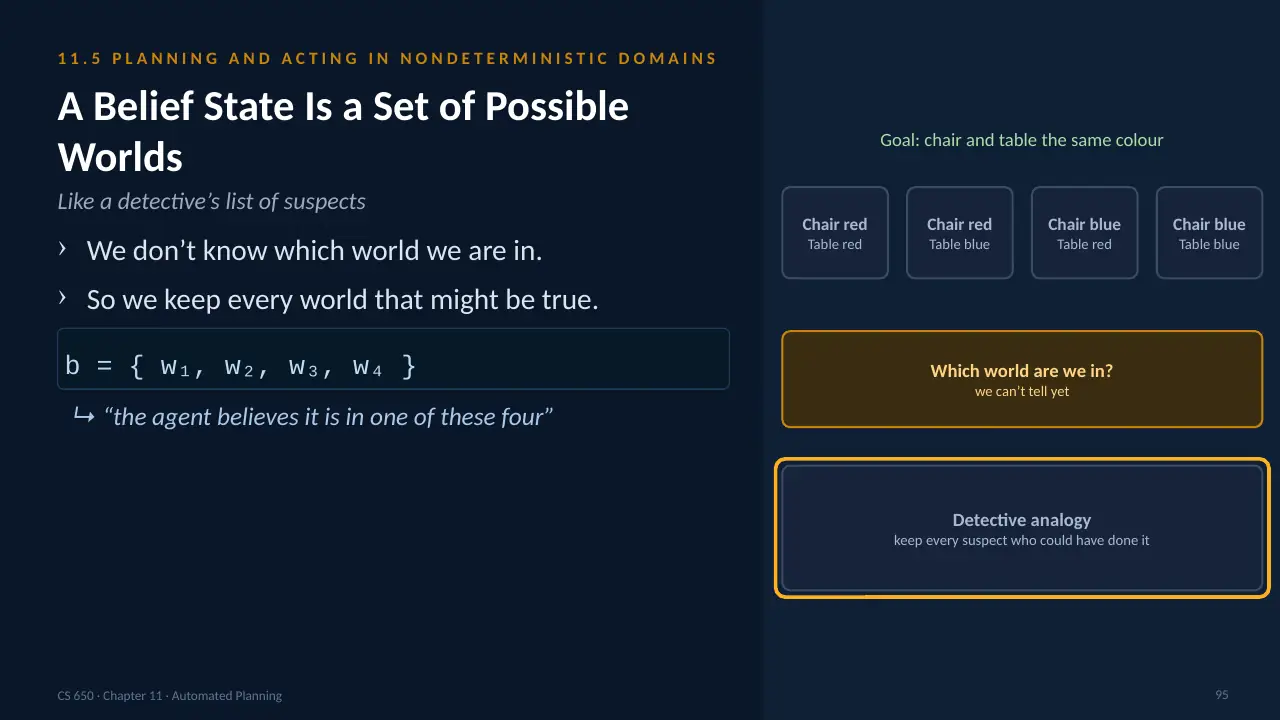 11.5 PLANNING AND ACTING IN NONDETERMINISTIC DOMAINS
A Belief State Is a Set of Possible
Worlds
Like a detective’s list of suspects
› We don’t know which world we are in.
› So we keep every world that might be true.
b = { w₁, w₂, w₃, w₄ }
↪ “the agent believes it is in one of these four”
Goal: chair and table the same colour
Chair red
Table red
Chair red
Table blue
Chair blue
Table red
Chair blue
Table blue
Which world are we in?
we can’t tell yet
Detective analogy
keep every suspect who could have done it
CS 650 · Chapter 11 · Automated Planning
95